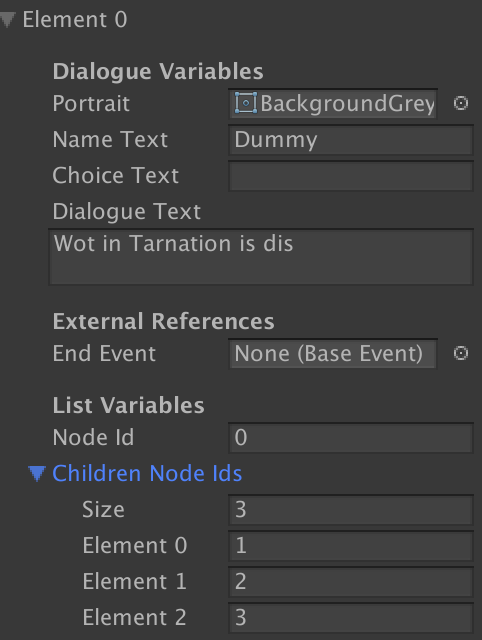 Element 0
Dialogue Variables
Portrait BackgroundGrey
Name Text Dummy
Choice Text
Dialogue Text
Wot in Tarnation is dis
External References
End Event None (Base Event)
List Variables
Node Id 0
Children Node Ids
Size 3
Element 0 1
Element 1 2
Element 2 3